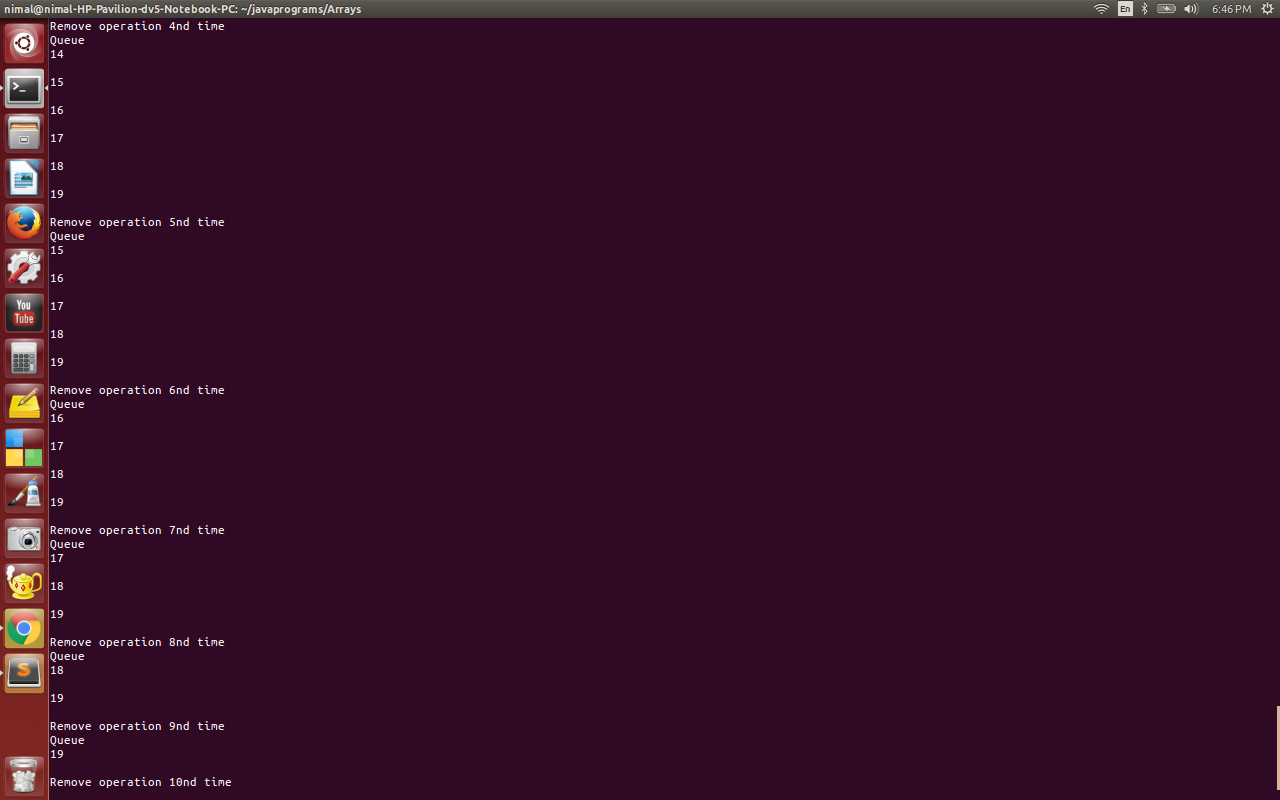 nimal@nimal-HP-Pavilion-dv5-Notebook-PC: ~/javaprograms/Arrays
En
6:46 PM
Remove operation 4nd time
Queue
14
15
16
17
18
19
Remove operation 5nd time
Queue
15
16
17
18
19
Remove operation 6nd time
Queue
16
17
18
19
Remove operation 7nd time
Queue
17
18
19
Remove operation 8nd time
Queue
18
19
Remove operation 9nd time
Queue
19
Remove operation 10nd time
>_
You
Tube
S